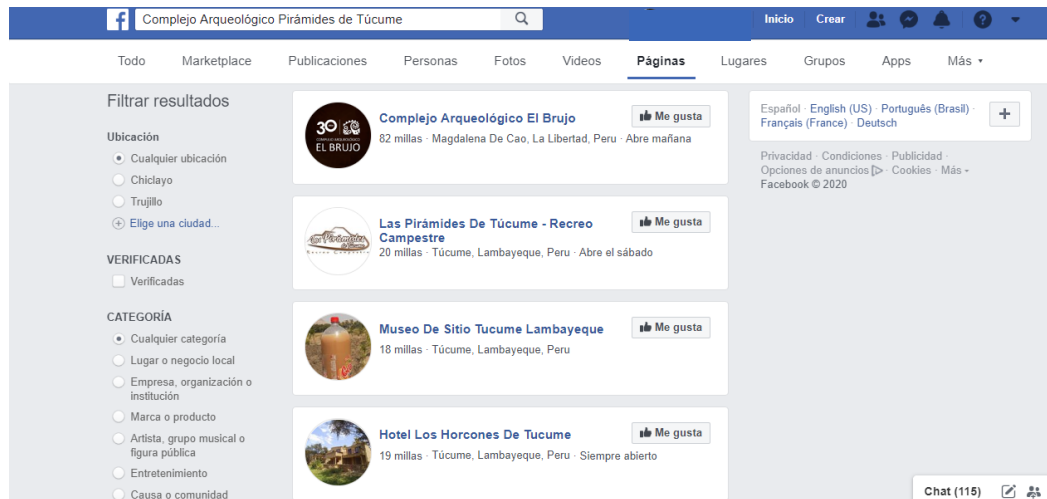 Complejo Arqueológico Pirámides de Túcume
Inicio Crear
Todo Marketplace Publicaciones Personas Fotos Videos Páginas Lugares Grupos Apps Más
Filtrar resultados
Ubicación
Cualquier ubicación
Chiclayo
Trujillo
Elige una ciudad...
VERIFICADAS
Verificadas
CATEGORÍA
Cualquier categoría
Lugar o negocio local
Empresa, organización o
institución
Marca o producto
Artista, grupo musical o
figura pública
Entretenimiento
Causa o comunidad
30
EL BRUJO
Complejo Arqueológico El Brujo
Me gusta
82 millas · Magdalena De Cao, La Libertad, Peru · Abre mañana
Las Pirámides De Túcume - Recreo
Campestre
Me gusta
20 millas · Túcume, Lambayeque, Peru · Abre el sábado
Museo De Sitio Tucume Lambayeque
Me gusta
18 millas · Túcume, Lambayeque, Peru
Hotel Los Horcones De Tucume
Me gusta
19 millas · Túcume, Lambayeque, Peru · Siempre abierto
Español · English (US) · Português (Brasil) ·
Français (France) · Deutsch
Privacidad · Condiciones · Publicidad ·
Opciones de anuncios · Cookies · Más
Facebook © 2020
Chat (115)